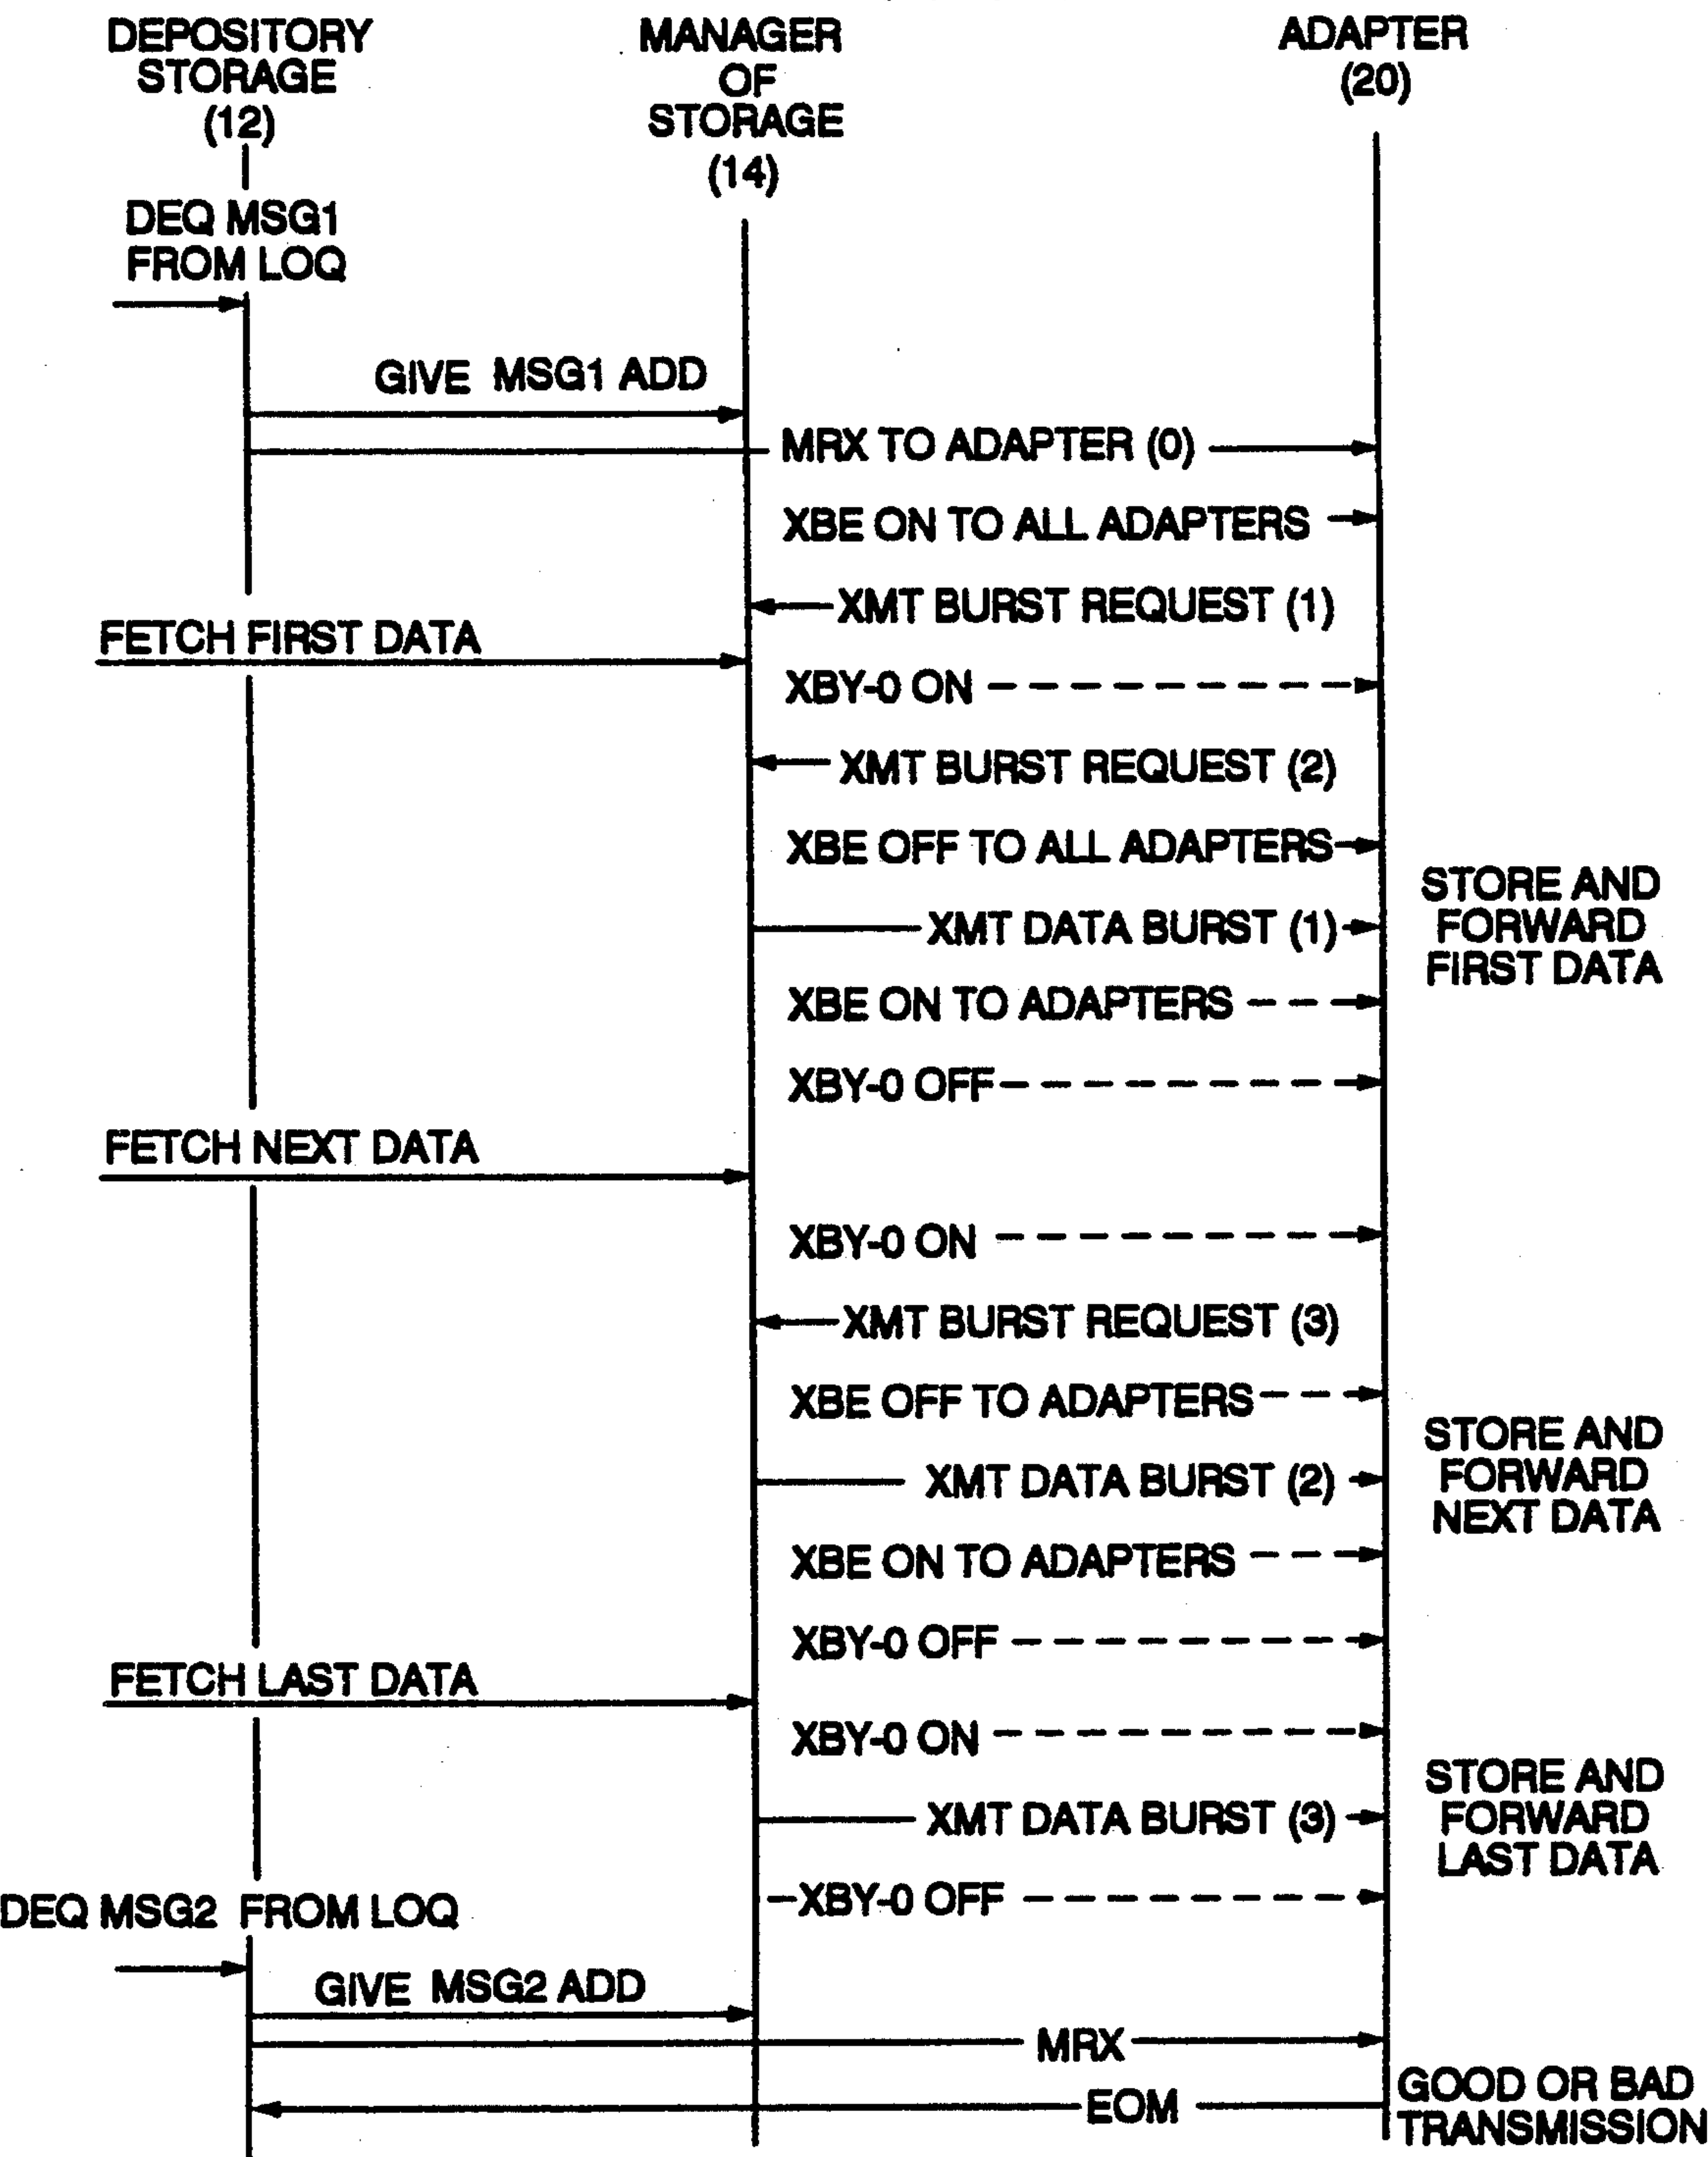 DEPOSITORY
STORAGE
(12)
MANAGER
OF
STORAGE
(14)
ADAPTER
(20)
DEQ MSG1
FROM LOQ
GIVE MSG1 ADD
MRX TO ADAPTER (0)
XBE ON TO ALL ADAPTERS
XMT BURST REQUEST (1)
FETCH FIRST DATA
XBY-0 ON
XMT BURST REQUEST (2)
XBE OFF TO ALL ADAPTERS
XMT DATA BURST (1)
STORE AND
FORWARD
FIRST DATA
XBE ON TO ADAPTERS
XBY-0 OFF
FETCH NEXT DATA
XBY-0 ON
XMT BURST REQUEST (3)
XBE OFF TO ADAPTERS
XMT DATA BURST (2)
STORE AND
FORWARD
NEXT DATA
XBE ON TO ADAPTERS
XBY-0 OFF
FETCH LAST DATA
XBY-0 ON
XMT DATA BURST (3)
STORE AND
FORWARD
LAST DATA
XBY-0 OFF
DEQ MSG2 FROM LOQ
GIVE MSG2 ADD
MRX
EOM
GOOD OR BAD
TRANSMISSION